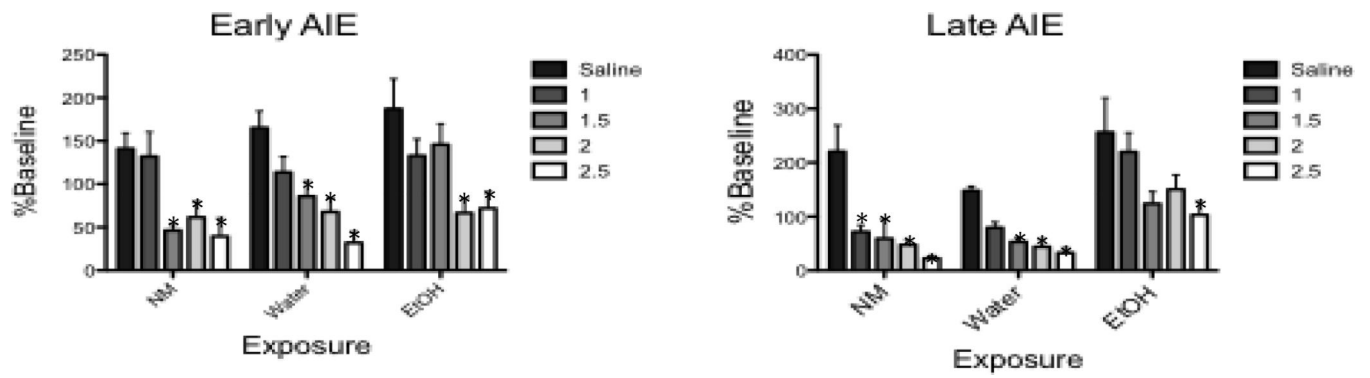 Early AIE
%Baseline
250
200
150
100
50
0
* * *
* * *
* *
NM Water EtOH
Exposure
Saline
1
1.5
2
2.5
Late AIE
%Baseline
400
300
200
100
0
* * * *
* * *
*
NM Water EtOH
Exposure
Saline
1
1.5
2
2.5